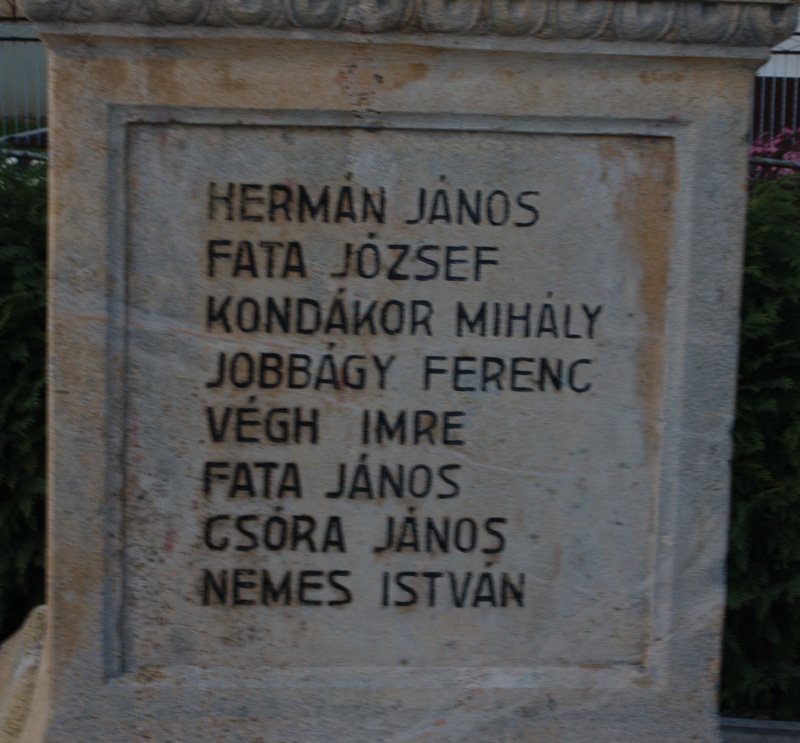 HERMÁN JÁNOS
FATA JÓZSEF
KONDÁKOR MIHÁLY
JOBBÁGY FERENC
VÉGH IMRE
FATA JÁNOS
CSÓRA JÁNOS
NEMES ISTVÁN